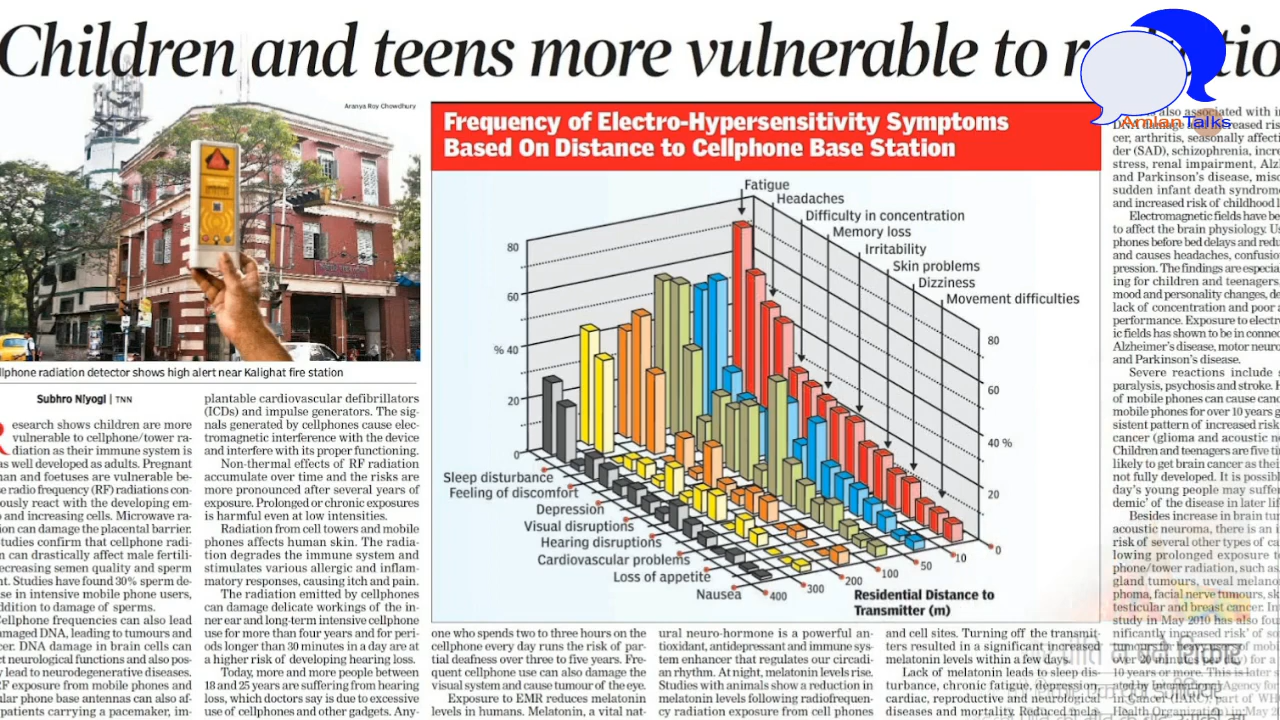 Children and teens more vulnerable to
Aranya Roy Chowdhury
llphone radiation detector shows high alert near Kalighat fire station
Subhro Niyogi | TNN
esearch shows children are more
vulnerable to cellphone/tower ra-
diation as their immune system is
as well developed as adults. Pregnant
and foetuses are vulnerable be-
e radio frequency (RF) radiations con-
ously react with the developing em-
and increasing cells. Microwave ra-
on can damage the placental barrier.
tudies confirm that cellphone radi-
n can drastically affect male fertili-
ecreasing semen quality and sperm
nt. Studies have found 30% sperm de-
se in intensive mobile phone users,
ddition to damage of sperms.
Cellphone frequencies can also lead
amaged DNA, leading to tumours and
cer. DNA damage in brain cells can
ct neurological functions and also pos-
y lead to neurodegenerative diseases.
RF exposure from mobile phones and
ular phone base antennas can also af-
patients carrying a pacemaker, im-
plantable cardiovascular defibrillators
(ICDs) and impulse generators. The sig-
nals generated by cellphones cause elec-
tromagnetic interference with the device
and interfere with its proper functioning.
Non-thermal effects of RF radiation
accumulate over time and the risks are
more pronounced after several years of
exposure. Prolonged or chronic exposures
is harmful even at low intensities.
Radiation from cell towers and mobile
phones affects human skin. The radia-
tion degrades the immune system and
stimulates various allergic and inflam-
matory responses, causing itch and pain.
The radiation emitted by cellphones
can damage delicate workings of the in-
ner ear and long-term intensive cellphone
use for more than four years and for peri-
ods longer than 30 minutes in a day are at
a higher risk of developing hearing loss.
Today, more and more people between
18 and 25 years are suffering from hearing
loss, which doctors say is due to excessive
use of cellphones and other gadgets. Any-
Frequency of Electro-Hypersensitivity Symptoms
Based On Distance to Cellphone Base Station
Fatigue
Headaches
Difficulty in concentration
Memory loss
Irritability
Skin problems
Dizziness
Movement difficulties
80
60
% 40
20
0
80
60
40 %
20
0
Sleep disturbance
Feeling of discomfort
Depression
Visual disruptions
Hearing disruptions
Cardiovascular problems
Loss of appetite
Nausea
400
300
200
100
50
10
Residential Distance to
Transmitter (m)
one who spends two to three hours on the
cellphone every day runs the risk of par-
tial deafness over three to five years. Fre-
quent cellphone use can also damage the
visual system and cause tumour of the eye.
Exposure to EMR reduces melatonin
levels in humans. Melatonin, a vital nat-
ural neuro-hormone is a powerful an-
tioxidant, antidepressant and immune sys-
tem enhancer that regulates our circadi-
an rhythm. At night, melatonin levels rise.
Studies with animals show a reduction in
melatonin levels following radiofrequen-
cy radiation exposure from cell phones
and cell sites. Turning off the transmit-
ters resulted in a significant increased
melatonin levels within a few days.
Lack of melatonin leads to sleep dis-
turbance, chronic fatigue, depression,
cardiac, reproductive and neurological
diseases and mortality. Reduced mela-
Arnlan Talks
also associated with
DNA damage
cer, arthritis, seasonally affect
der (SAD), schizophrenia, incre
stress, renal impairment, Alz
and Parkinson's disease, misc
sudden infant death syndrome
and increased risk of childhood l
Electromagnetic fields have be
to affect the brain physiology. Us
phones before bed delays and redu
and causes headaches, confusio
pression. The findings are especia
ing for children and teenagers,
mood and personality changes, de
lack of concentration and poor a
performance. Exposure to electr
ic fields has shown to be in connec
Alzheimer's disease, motor neuro
and Parkinson's disease.
Severe reactions include s
paralysis, psychosis and stroke. I
of mobile phones can cause canc
mobile phones for over 10 years g
sistent pattern of increased risk
cancer (glioma and acoustic n
Children and teenagers are five tim
likely to get brain cancer as their
not fully developed. It is possibl
day's young people may suffer
demic' of the disease in later lif
Besides increase in brain tum
acoustic neuroma, there is an i
risk of several other types of ca
lowing prolonged exposure t
phone/tower radiation, such as
gland tumours, uveal melano
phoma, facial nerve tumours, sk
testicular and breast cancer. In
study in May 2010 has also fou
nificantly increased risk' of so
10 years or more. This is later